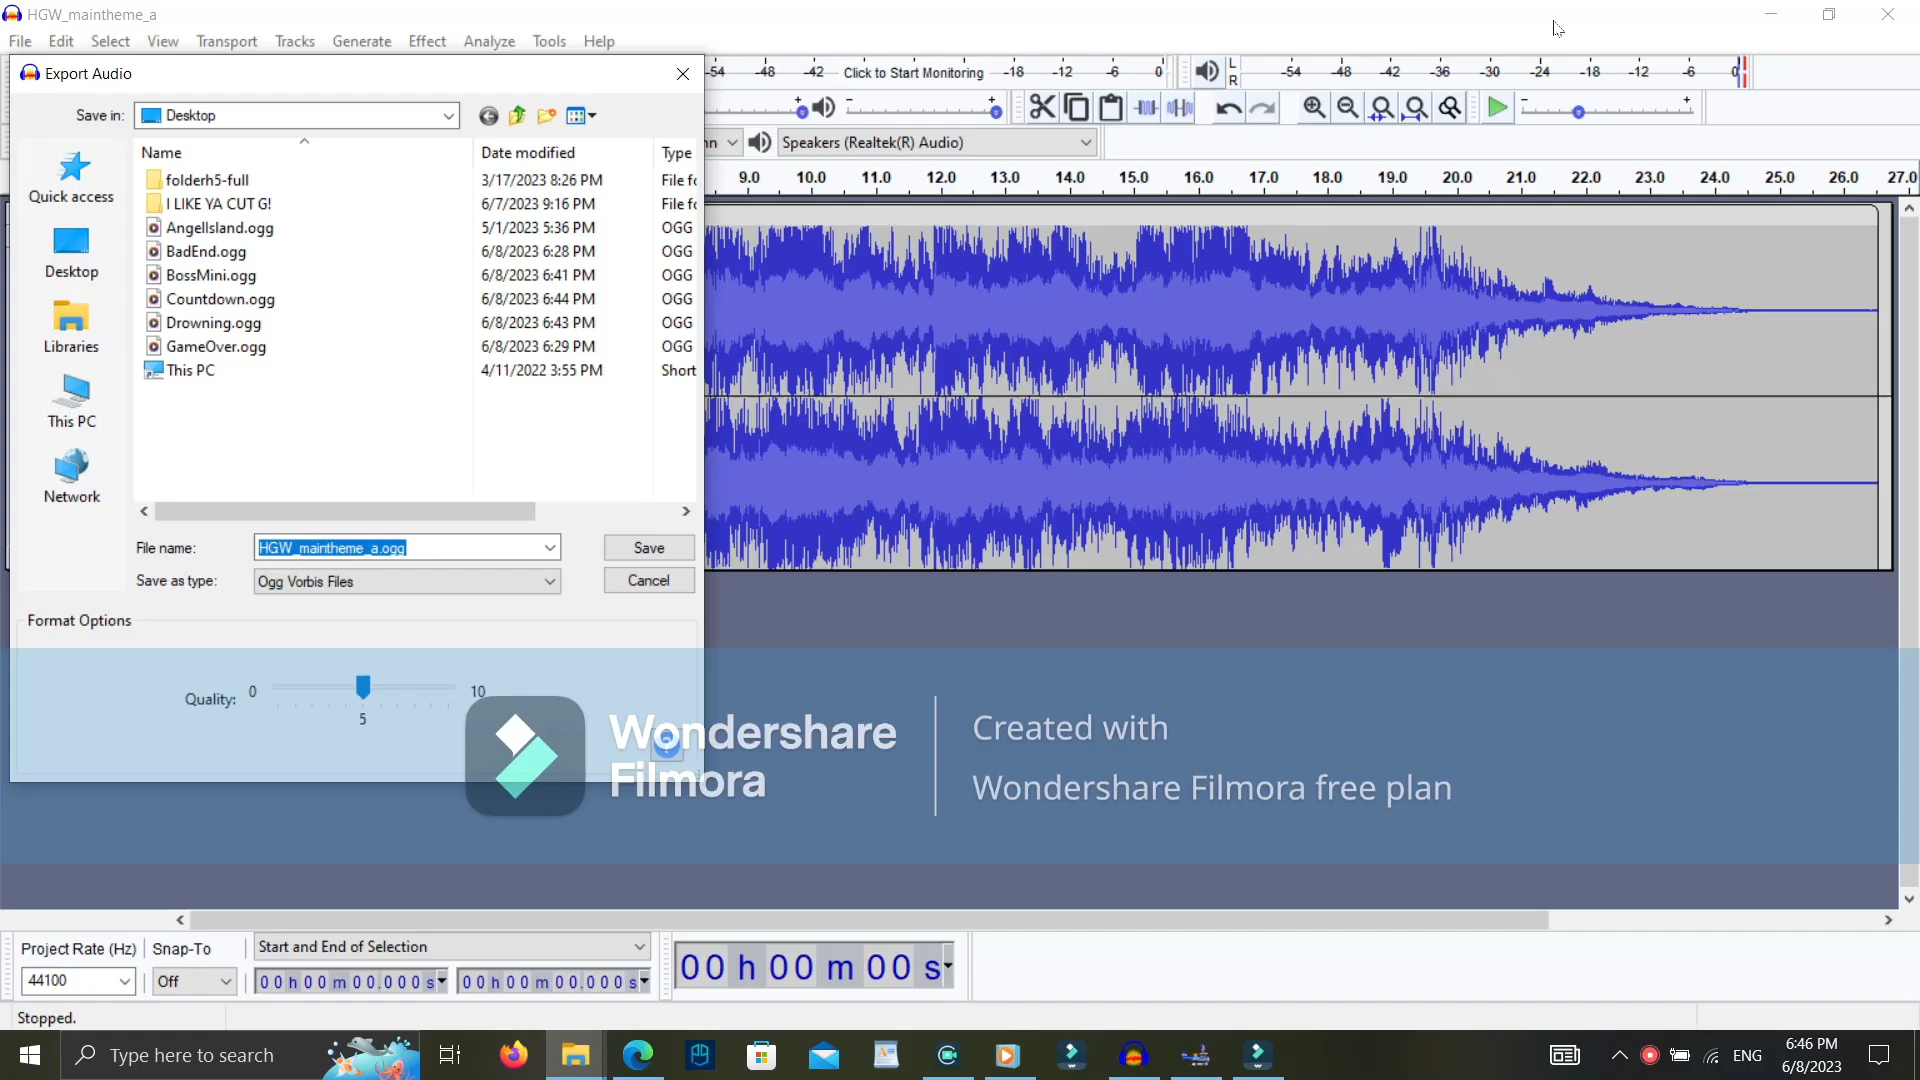 HGW_maintheme_a
File Edit Select View Transport Tracks Generate Effect Analyze Tools Help
Export Audio
-54 -48 -42 Click to Start Monitoring -18 -12 -6 0
L
R
-54 -48 -42 -36 -30 -24 -18 -12 -6 0
Save in: Desktop
Speakers (Realtek(R) Audio)
9.0 10.0 11.0 12.0 13.0 14.0 15.0 16.0 17.0 18.0 19.0 20.0 21.0 22.0 23.0 24.0 25.0 26.0 27.0
Name Date modified Type
folderh5-full 3/17/2023 8:26 PM File fo
I LIKE YA CUT G! 6/7/2023 9:16 PM File fo
AngelIsland.ogg 5/1/2023 5:36 PM OGG
BadEnd.ogg 6/8/2023 6:28 PM OGG
BossMini.ogg 6/8/2023 6:41 PM OGG
Countdown.ogg 6/8/2023 6:44 PM OGG
Drowning.ogg 6/8/2023 6:43 PM OGG
GameOver.ogg 6/8/2023 6:29 PM OGG
This PC 4/11/2022 3:55 PM Short
Quick access
Desktop
Libraries
This PC
Network
File name: HGW_maintheme_a.ogg Save
Save as type: Ogg Vorbis Files Cancel
Format Options
Quality: 0 10
5
Wondershare
Filmora
Created with
Wondershare Filmora free plan
Project Rate (Hz) Snap-To Start and End of Selection
44100 Off 00 h 00 m 00.000 s 00 h 00 m 00.000 s
00 h 00 m 00 s
Stopped.
Type here to search
ENG
6:46 PM
6/8/2023